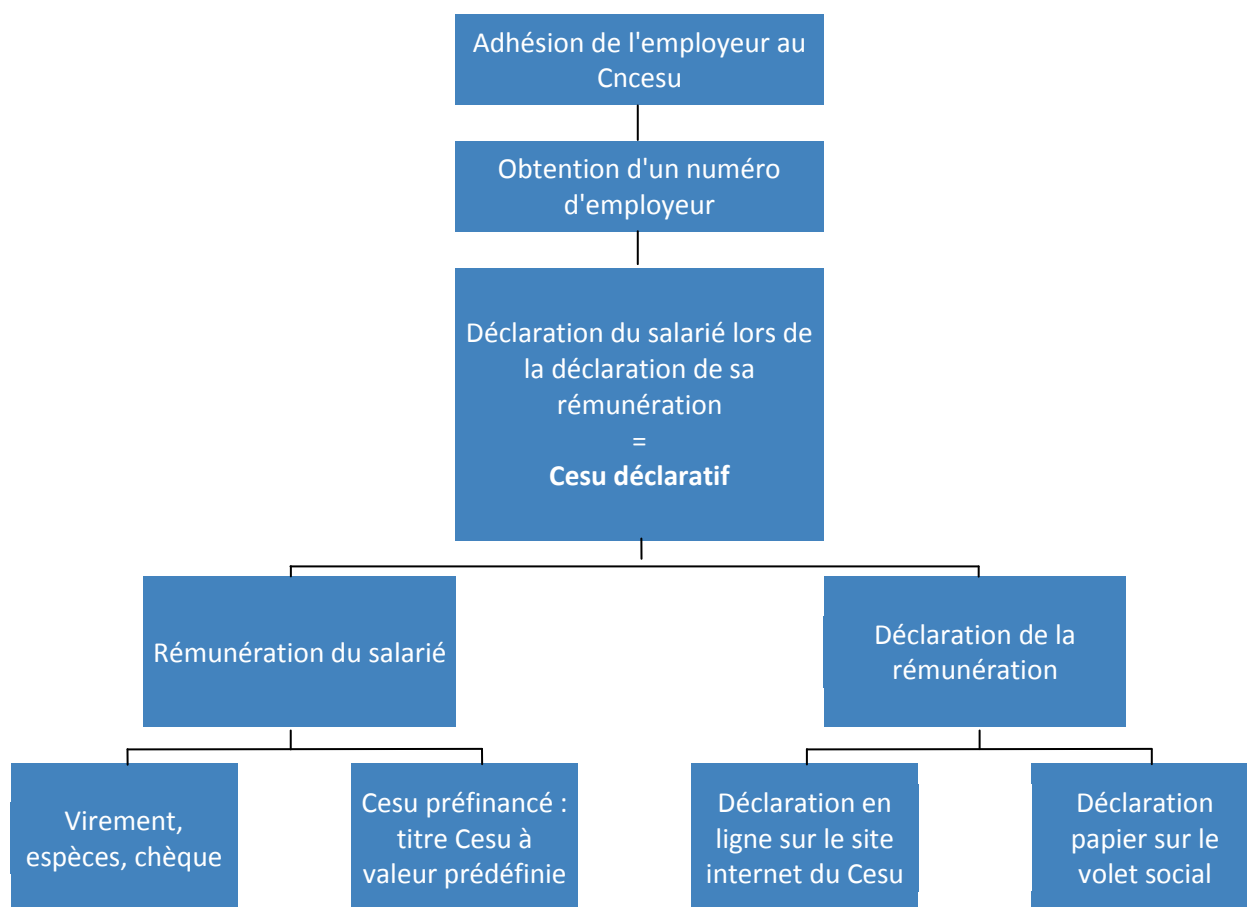 Adhésion de l'employeur au
Cncesu
Obtention d'un numéro
d'employeur
Déclaration du salarié lors de
la déclaration de sa
rémunération
=
Cesu déclaratif
Rémunération du salarié
Déclaration de la
rémunération
Virement,
espèces, chèque
Cesu préfinancé :
titre Cesu à
valeur prédéfinie
Déclaration en
ligne sur le site
internet du Cesu
Déclaration
papier sur le
volet social